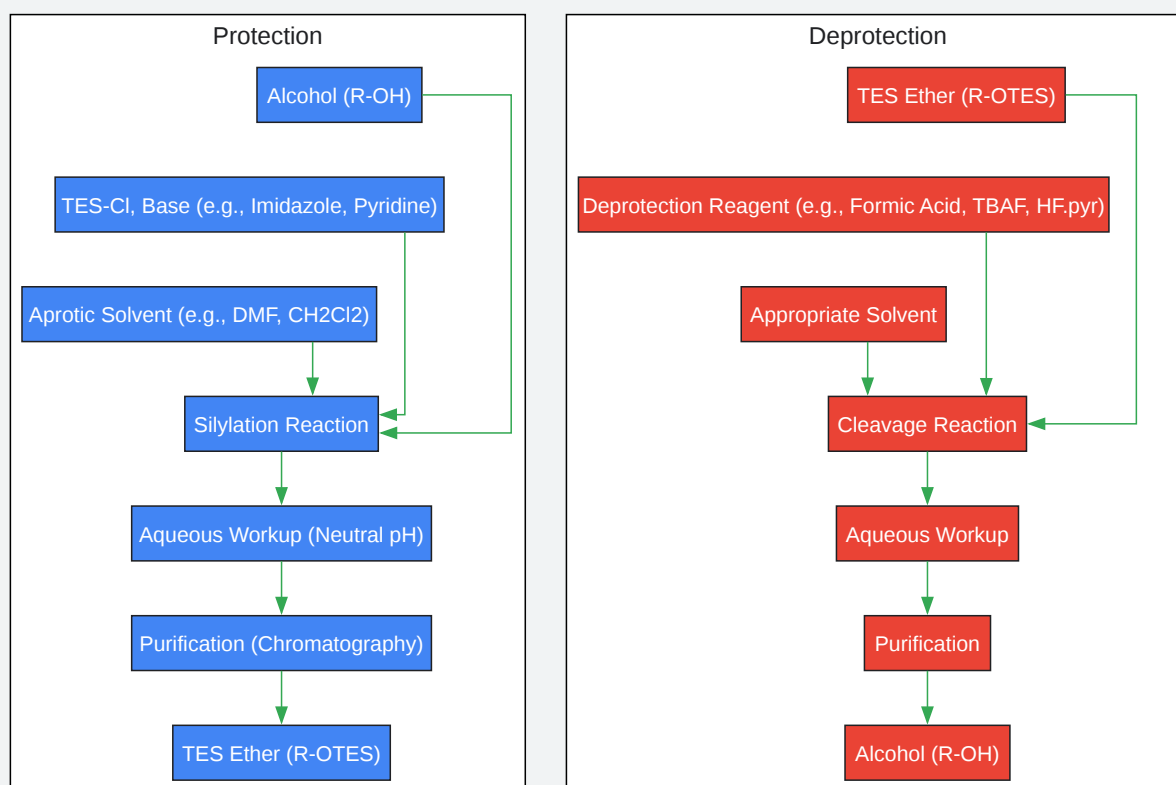 Protection
Alcohol (R-OH)
TES-Cl, Base (e.g., Imidazole, Pyridine)
Aprotic Solvent (e.g., DMF, CH2Cl2)
Silylation Reaction
Aqueous Workup (Neutral pH)
Purification (Chromatography)
TES Ether (R-OTES)
Deprotection
TES Ether (R-OTES)
Deprotection Reagent (e.g., Formic Acid, TBAF, HF.pyr)
Appropriate Solvent
Cleavage Reaction
Aqueous Workup
Purification
Alcohol (R-OH)